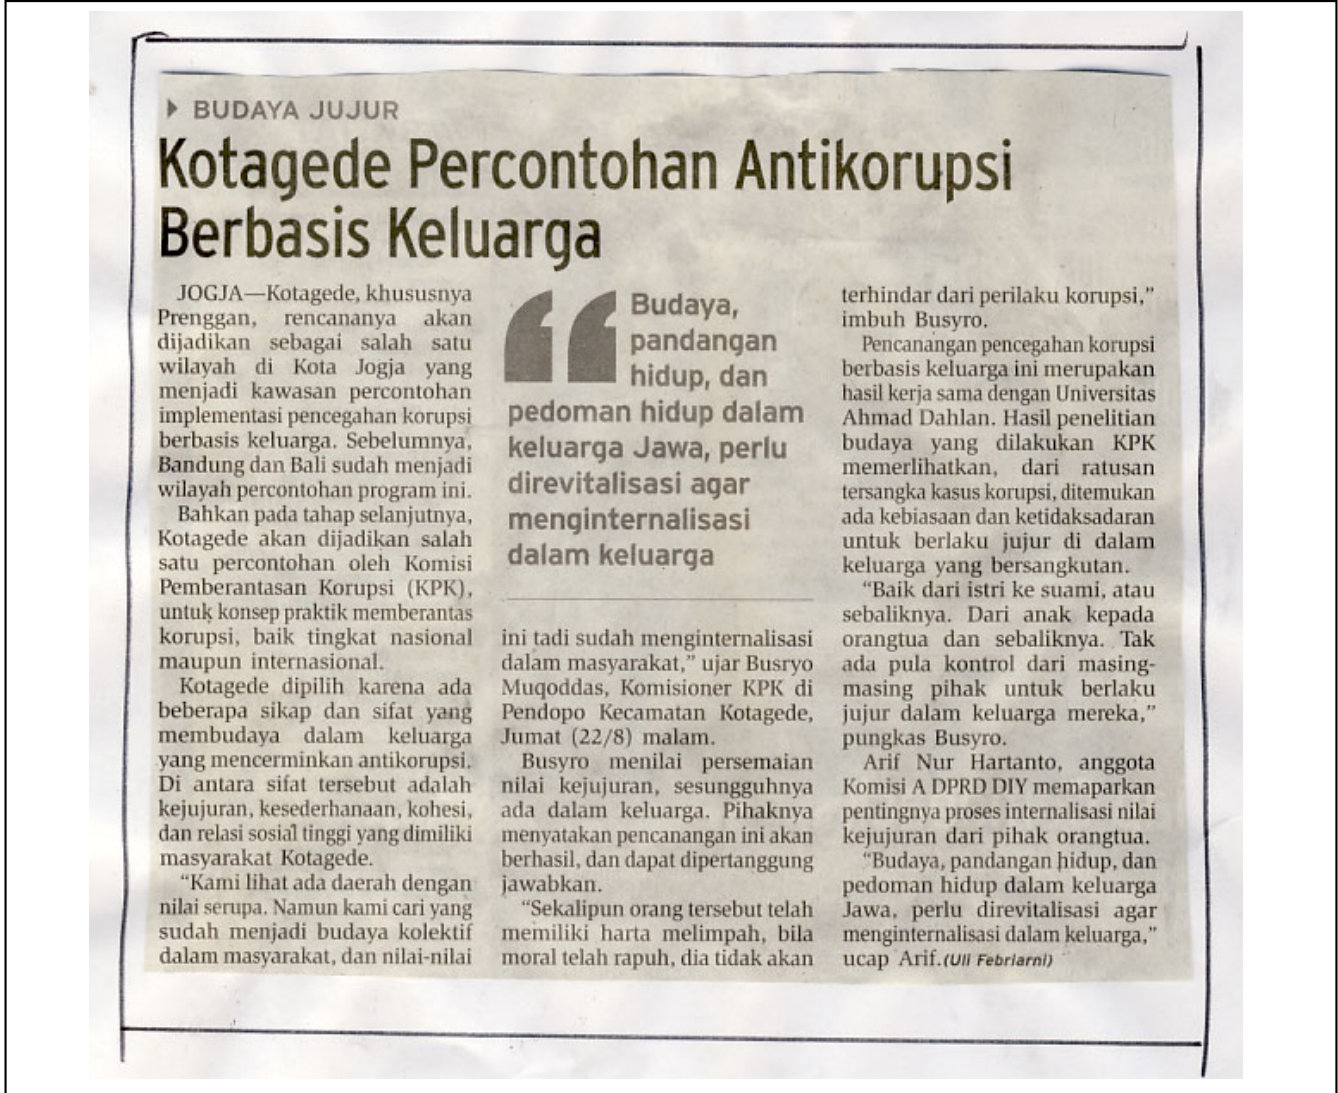 BUDAYA JUJUR
Kotagede Percontohan Antikorupsi
Berbasis Keluarga
JOGJA—Kotagede, khususnya
Prenggan, rencananya akan
dijadikan sebagai salah satu
wilayah di Kota Jogja yang
menjadi kawasan percontohan
implementasi pencegahan korupsi
berbasis keluarga. Sebelumnya,
Bandung dan Bali sudah menjadi
wilayah percontohan program ini.
Bahkan pada tahap selanjutnya,
Kotagede akan dijadikan salah
satu percontohan oleh Komisi
Pemberantasan Korupsi (KPK),
untuk konsep praktik memberantas
korupsi, baik tingkat nasional
maupun internasional.
Kotagede dipilih karena ada
beberapa sikap dan sifat yang
membudaya dalam keluarga
yang mencerminkan antikorupsi.
Di antara sifat tersebut adalah
kejujuran, kesederhanaan, kohesi,
dan relasi sosial tinggi yang dimiliki
masyarakat Kotagede.
“Kami lihat ada daerah dengan
nilai serupa. Namun kami cari yang
sudah menjadi budaya kolektif
dalam masyarakat, dan nilai-nilai
“Budaya,
pandangan
hidup, dan
pedoman hidup dalam
keluarga Jawa, perlu
direvitalisasi agar
menginternalisasi
dalam keluarga
ini tadi sudah menginternalisasi
dalam masyarakat,” ujar Busryo
Muqoddas, Komisioner KPK di
Pendopo Kecamatan Kotagede,
Jumat (22/8) malam.
Busyro menilai persemaian
nilai kejujuran, sesungguhnya
ada dalam keluarga. Pihaknya
menyatakan pencanangan ini akan
berhasil, dan dapat dipertanggung
jawabkan.
“Sekalipun orang tersebut telah
memiliki harta melimpah, bila
moral telah rapuh, dia tidak akan
terhindar dari perilaku korupsi,”
imbuh Busyro.
Pencanangan pencegahan korupsi
berbasis keluarga ini merupakan
hasil kerja sama dengan Universitas
Ahmad Dahlan. Hasil penelitian
budaya yang dilakukan KPK
memerlihatkan, dari ratusan
tersangka kasus korupsi, ditemukan
ada kebiasaan dan ketidaksadaran
untuk berlaku jujur di dalam
keluarga yang bersangkutan.
“Baik dari istri ke suami, atau
sebaliknya. Dari anak kepada
orangtua dan sebaliknya. Tak
ada pula kontrol dari masing-
masing pihak untuk berlaku
jujur dalam keluarga mereka,”
pungkas Busyro.
Arif Nur Hartanto, anggota
Komisi A DPRD DIY memaparkan
pentingnya proses internalisasi nilai
kejujuran dari pihak orangtua.
“Budaya, pandangan hidup, dan
pedoman hidup dalam keluarga
Jawa, perlu direvitalisasi agar
menginternalisasi dalam keluarga,”
ucap Arif.(Uli Febriarni)